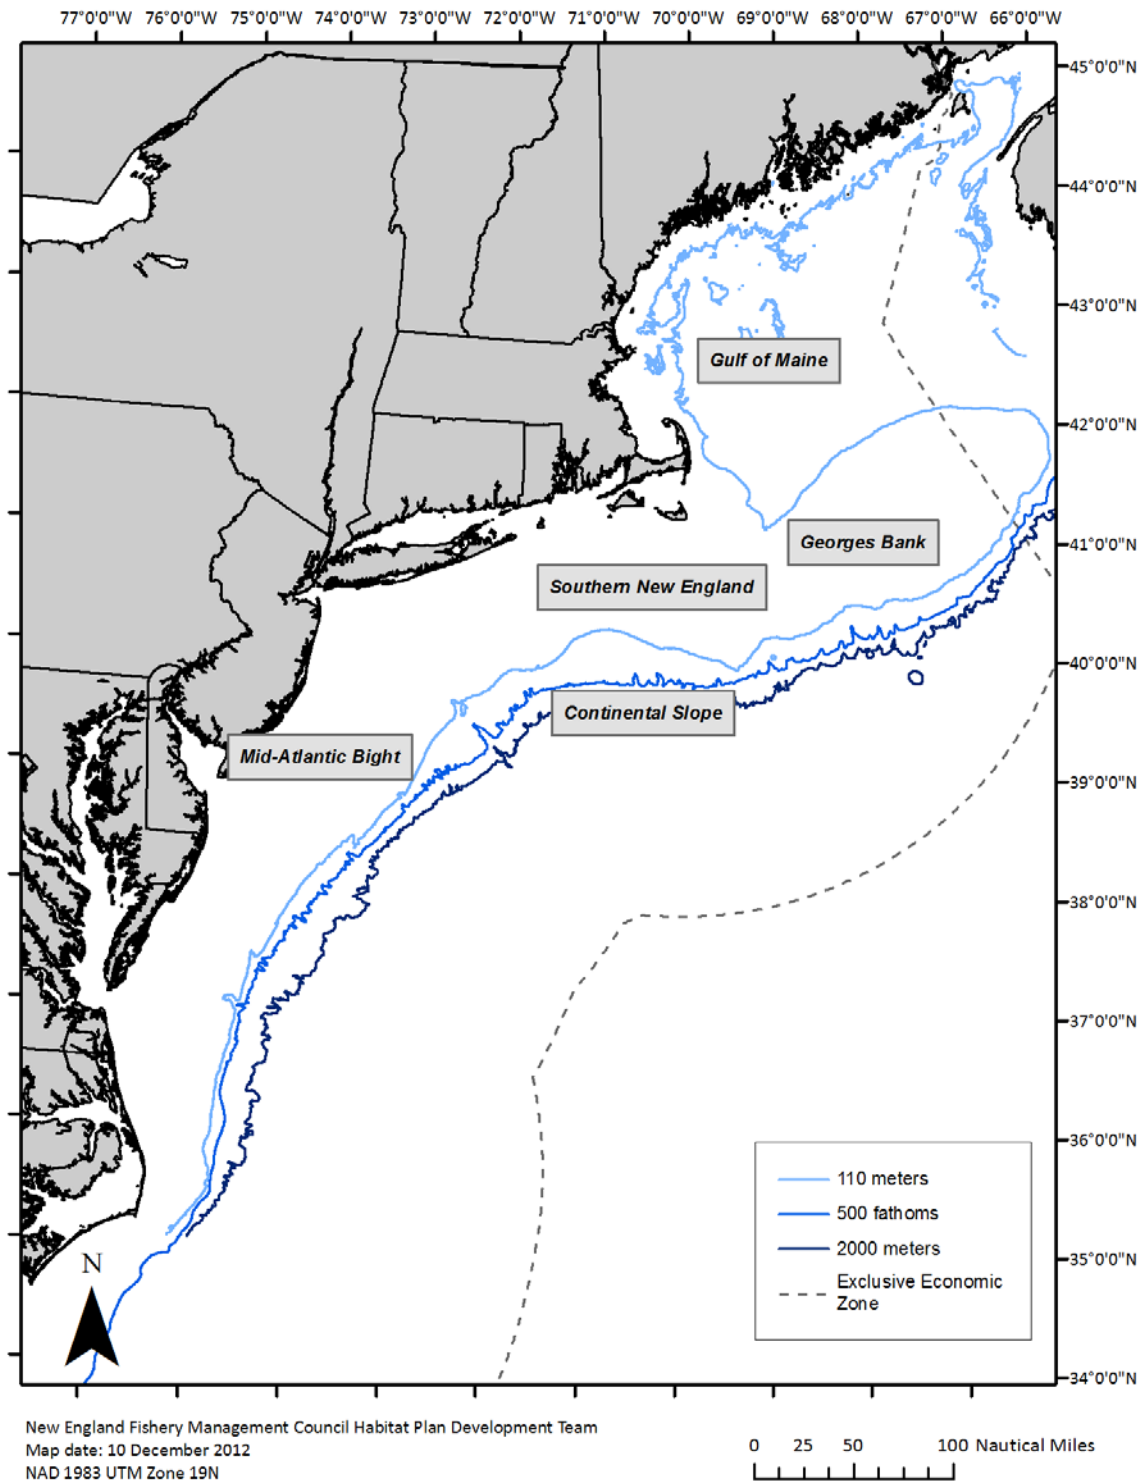 77°0'0"W 76°0'0"W 75°0'0"W 74°0'0"W 73°0'0"W 72°0'0"W 71°0'0"W 70°0'0"W 69°0'0"W 68°0'0"W 67°0'0"W 66°0'0"W
45°0'0"N
44°0'0"N
43°0'0"N
Gulf of Maine
42°0'0"N
Georges Bank
41°0'0"N
Southern New England
40°0'0"N
Continental Slope
Mid-Atlantic Bight
39°0'0"N
38°0'0"N
37°0'0"N
36°0'0"N
110 meters
500 fathoms
2000 meters
35°0'0"N
Exclusive Economic
Zone
N
34°0'0"N
New England Fishery Management Council Habitat Plan Development Team
Map date: 10 December 2012
NAD 1983 UTM Zone 19N
0 25 50 100 Nautical Miles